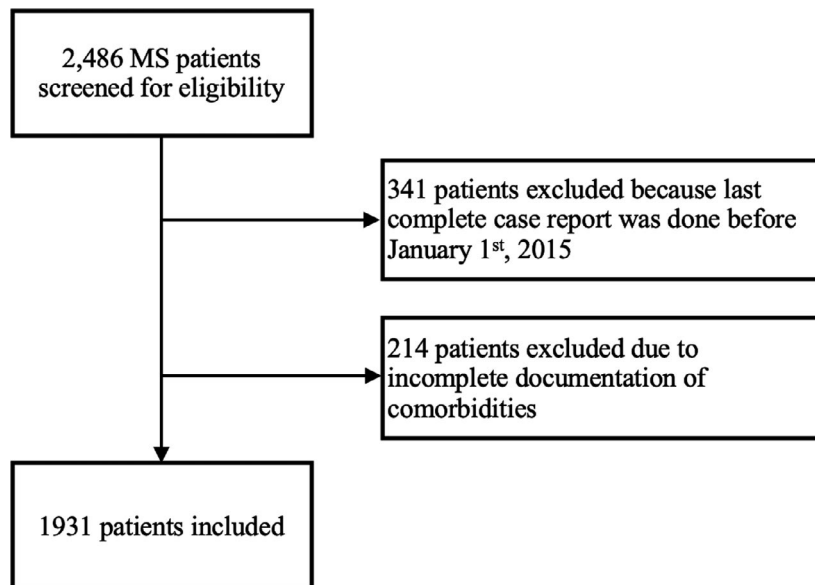 2,486 MS patients
screened for eligibility
341 patients excluded because last
complete case report was done before
January 1st, 2015
214 patients excluded due to
incomplete documentation of
comorbidities
1931 patients included